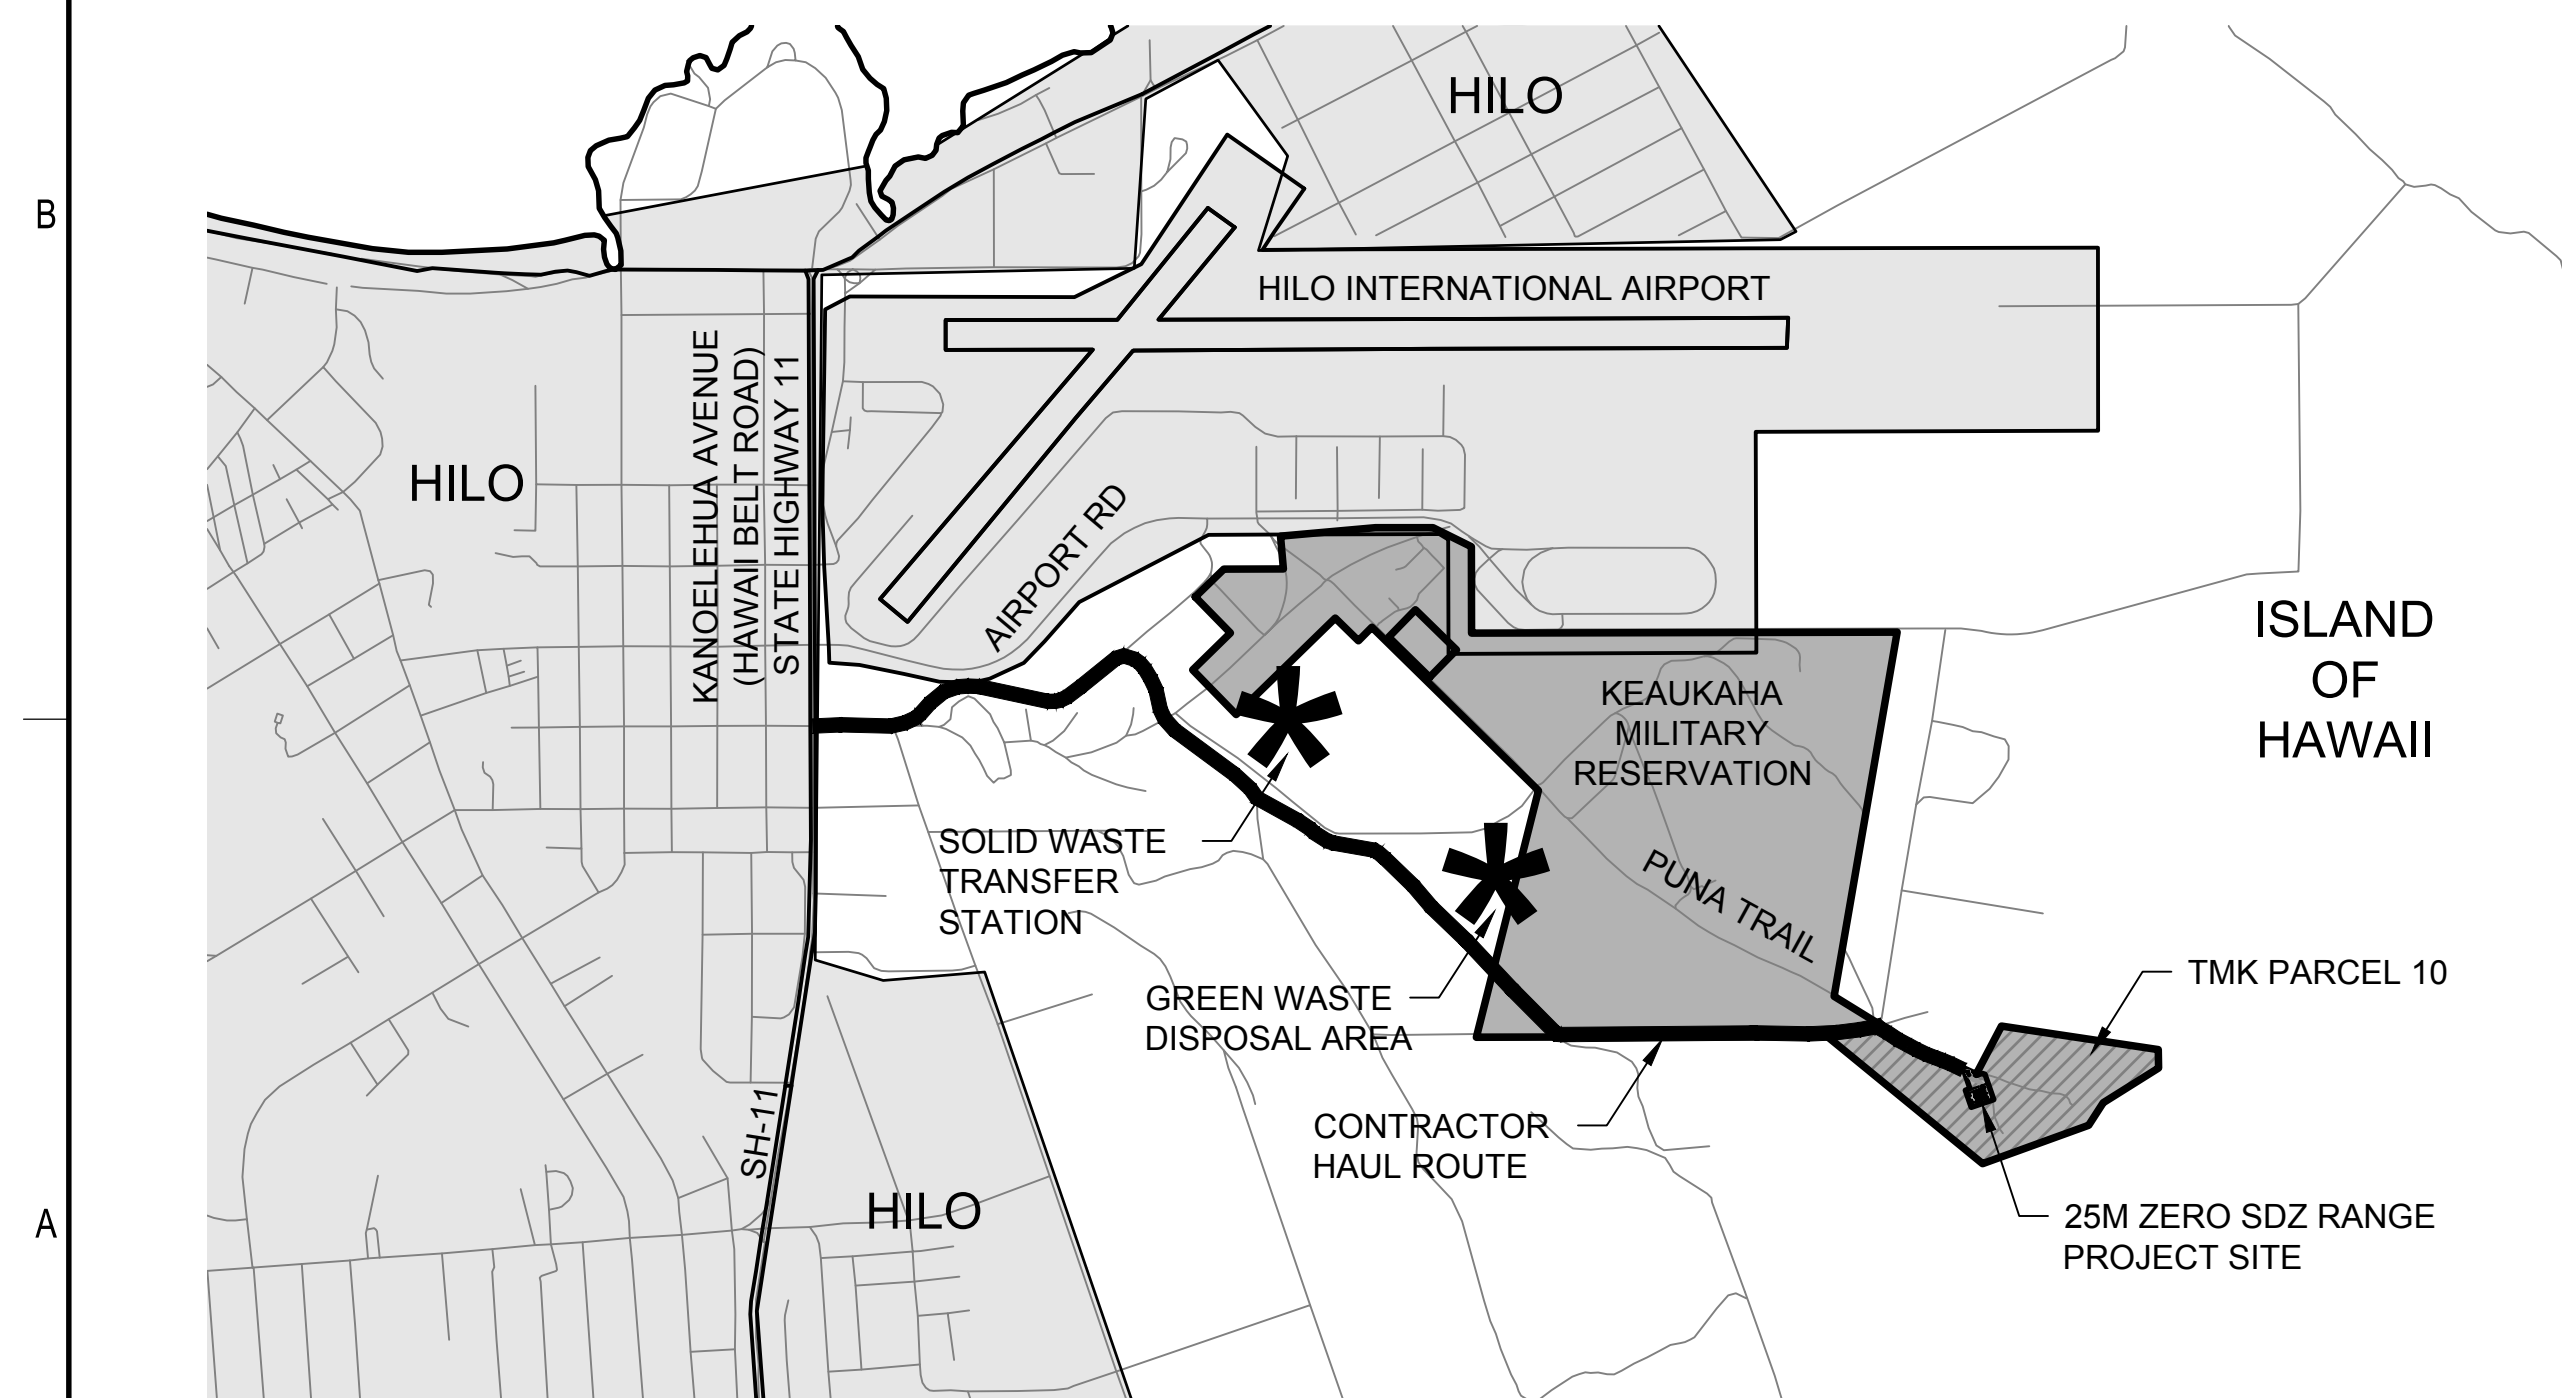 HILO
B
HILO INTERNATIONAL AIRPORT
KANOELEHUA AVENUE
(HAWAII BELT ROAD)
STATE HIGHWAY 11
HILO
AIRPORT RD
ISLAND
OF
HAWAII
KEAUKAHA
MILITARY
RESERVATION
SOLID WASTE
TRANSFER
STATION
PUNA TRAIL
TMK PARCEL 10
GREEN WASTE
DISPOSAL AREA
CONTRACTOR
HAUL ROUTE
SH-11
HILO
A
25M ZERO SDZ RANGE
PROJECT SITE